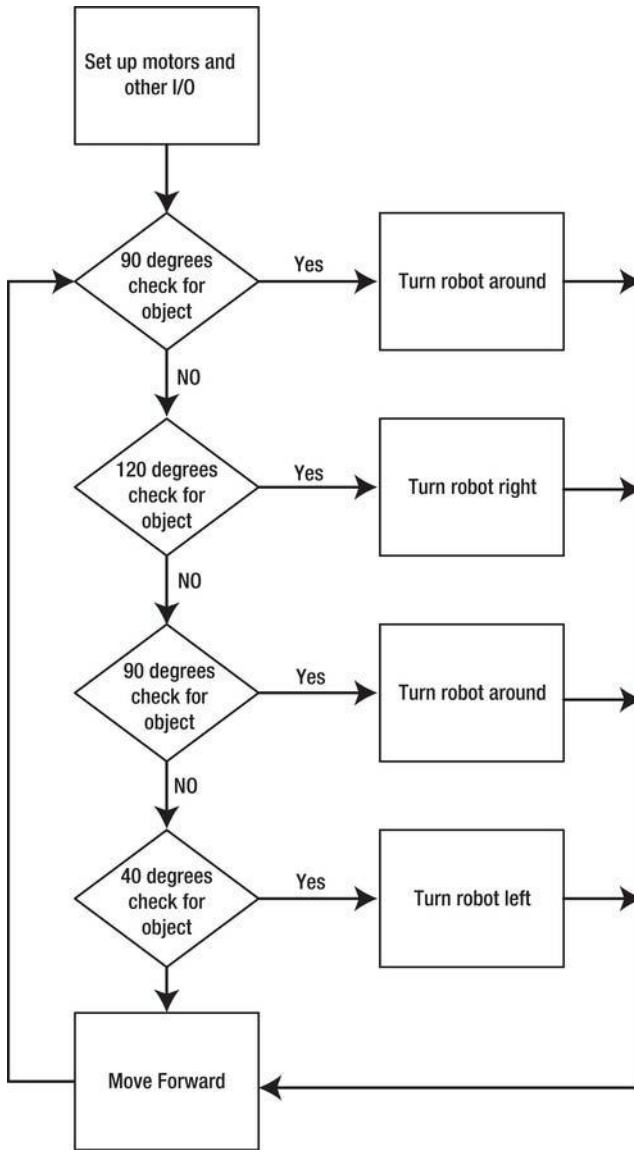 Set up motors and
other I/O
90 degrees
check for
object
Yes
Turn robot around
NO
120 degrees
check for
object
Yes
Turn robot right
NO
90 degrees
check for
object
Yes
Turn robot around
NO
40 degrees
check for
object
Yes
Turn robot left
Move Forward